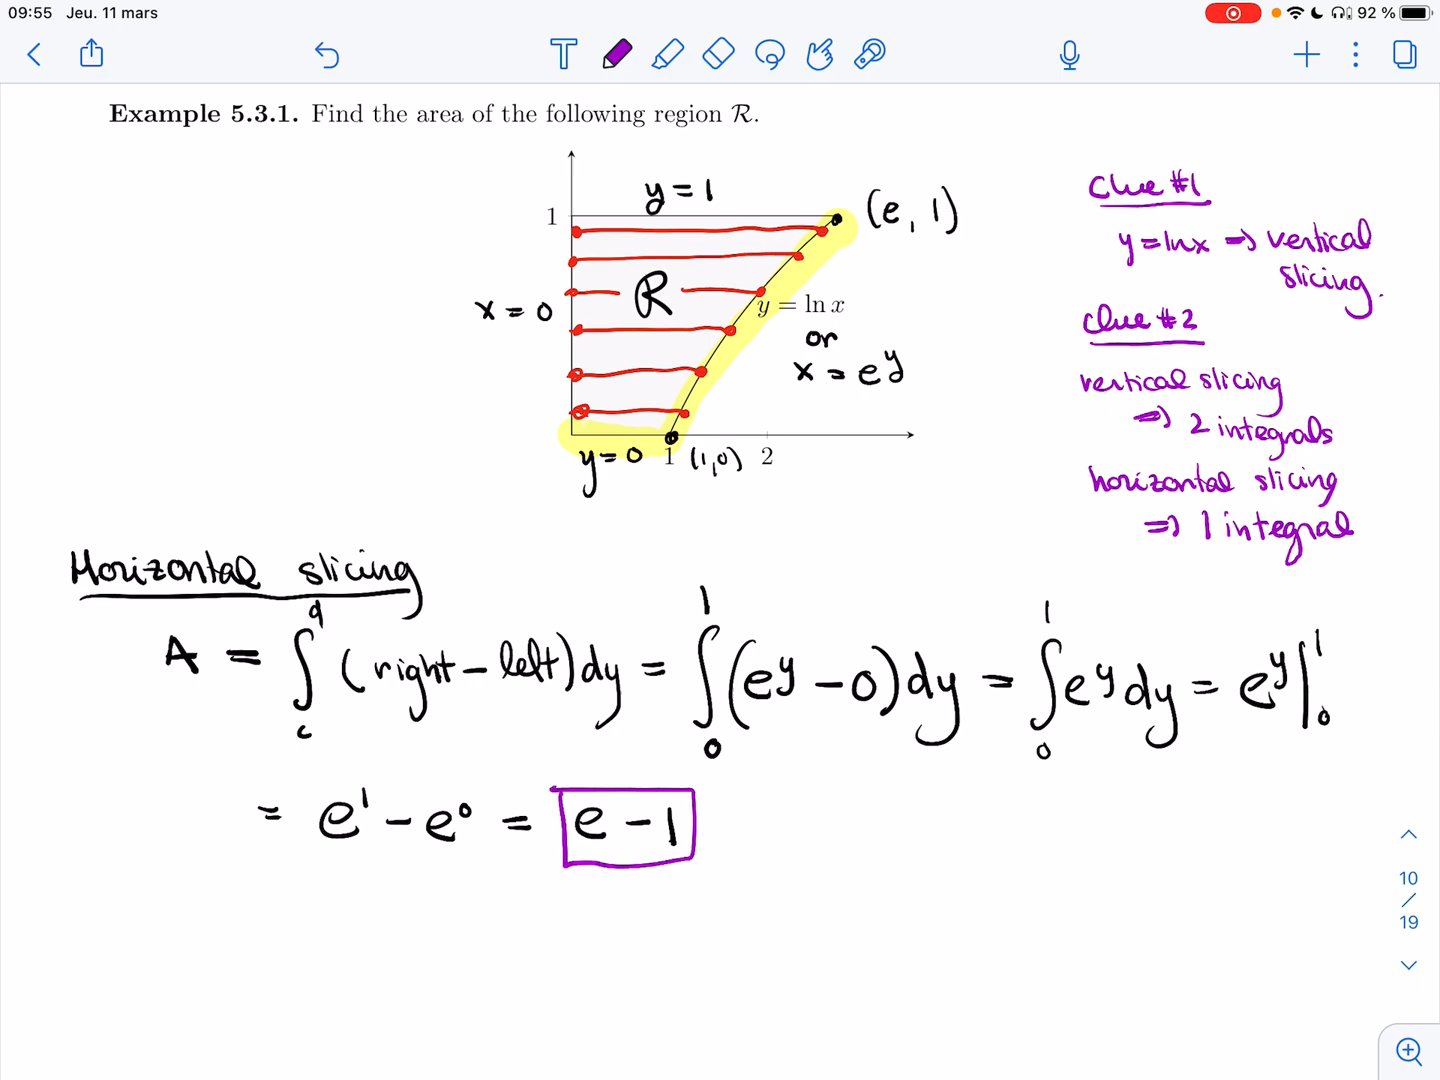 09:55 Jeu. 11 mars
92 %
Example 5.3.1. Find the area of the following region R.
y = 1
(e, 1)
1
R
x = 0
y = ln x
or
x = e^y
y = 0 1 (1,0) 2
Clue #1
y = lnx ⇒ vertical
slicing.
Clue #2
vertical slicing
⇒ 2 integrals
horizontal slicing
⇒ 1 integral
Horizontal slicing
A = ∫_c^d (right - left) dy = ∫_0^1 (e^y - 0) dy = ∫_0^1 e^y dy = e^y |_0^1
= e^1 - e^0 = e - 1
10
/
19